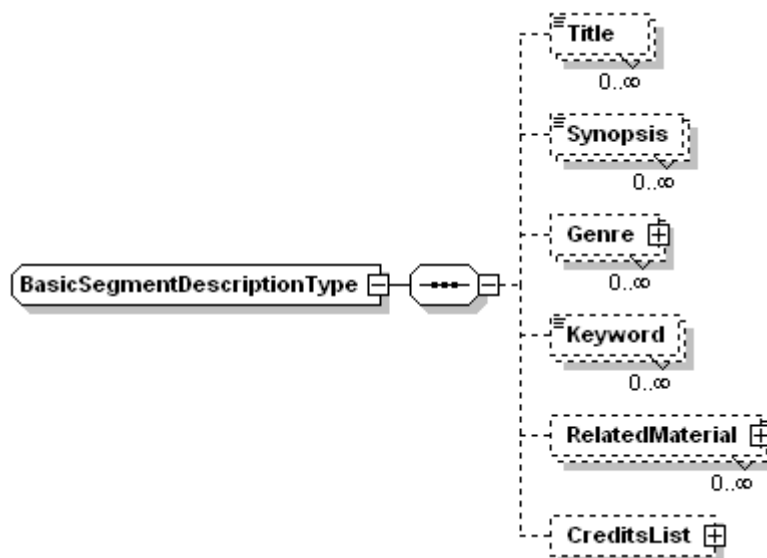 Title
0..∞
Synopsis
0..∞
Genre
0..∞
BasicSegmentDescriptionType
Keyword
0..∞
RelatedMaterial
0..∞
CreditsList